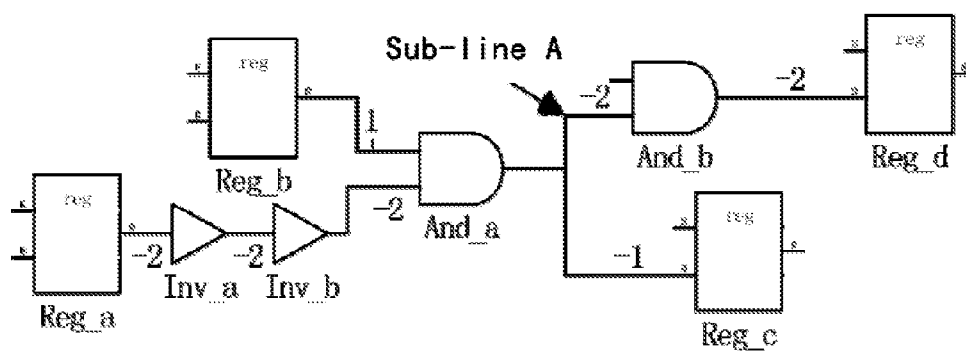 Sub-line A
reg
reg
s
s
s
-2
-2
s
s
s
1
And_b
Reg_d
Reg_b
reg
-2
And_a
reg
s
s
s
-2
-2
s
-1
s
s
Inv_a
Inv_b
Reg_a
Reg_c